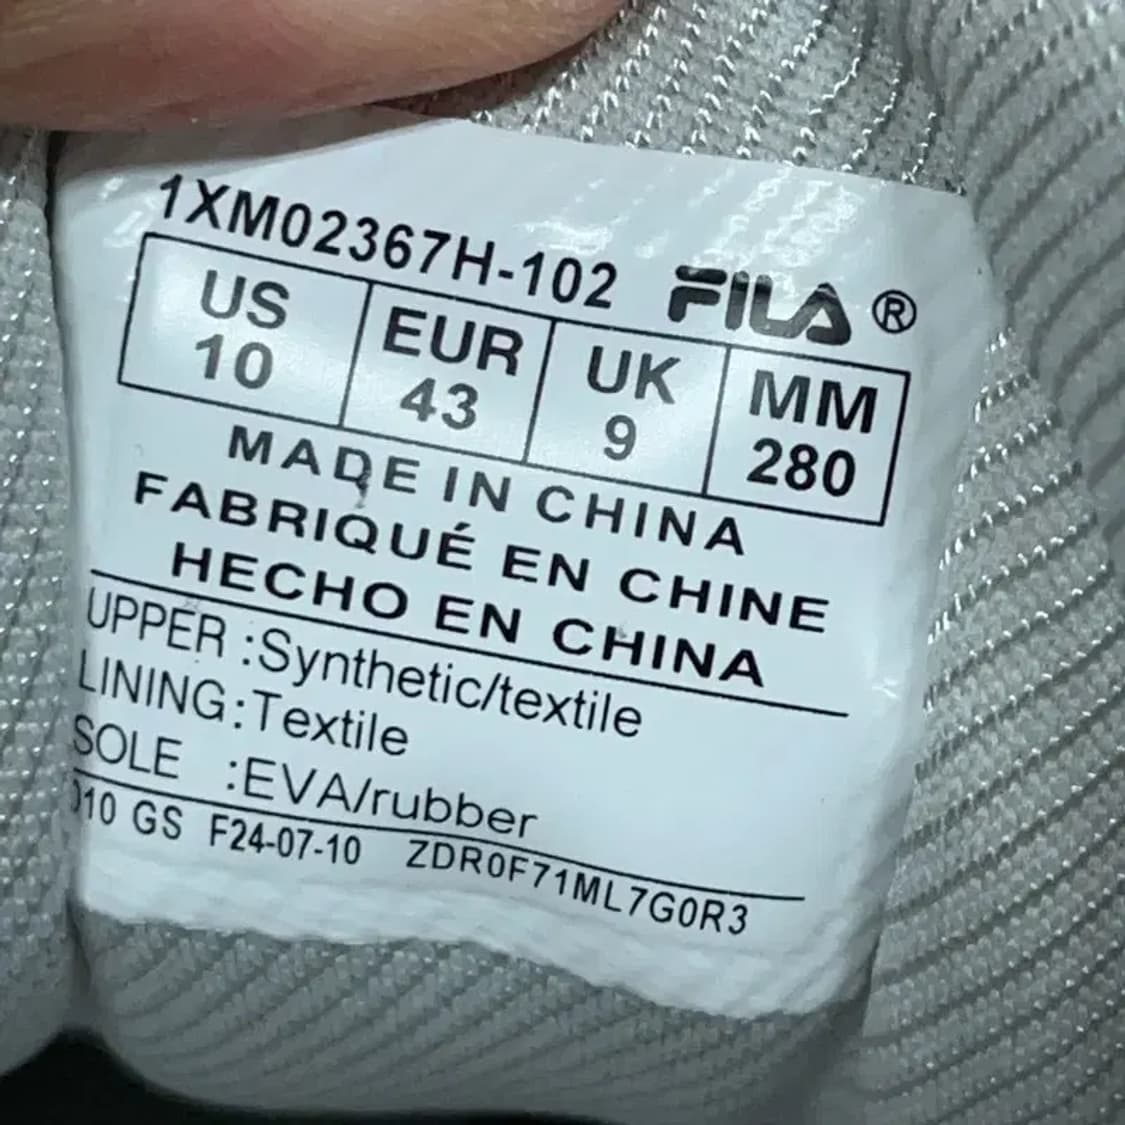 1XM02367H-102 FILA®
US EUR UK MM
10 43 9 280
MADE IN CHINA
FABRIQUÉ EN CHINE
HECHO EN CHINA
UPPER :Synthetic/textile
LINING:Textile
SOLE :EVA/rubber
GS F24-07-10 ZDR0F71ML7G0R3